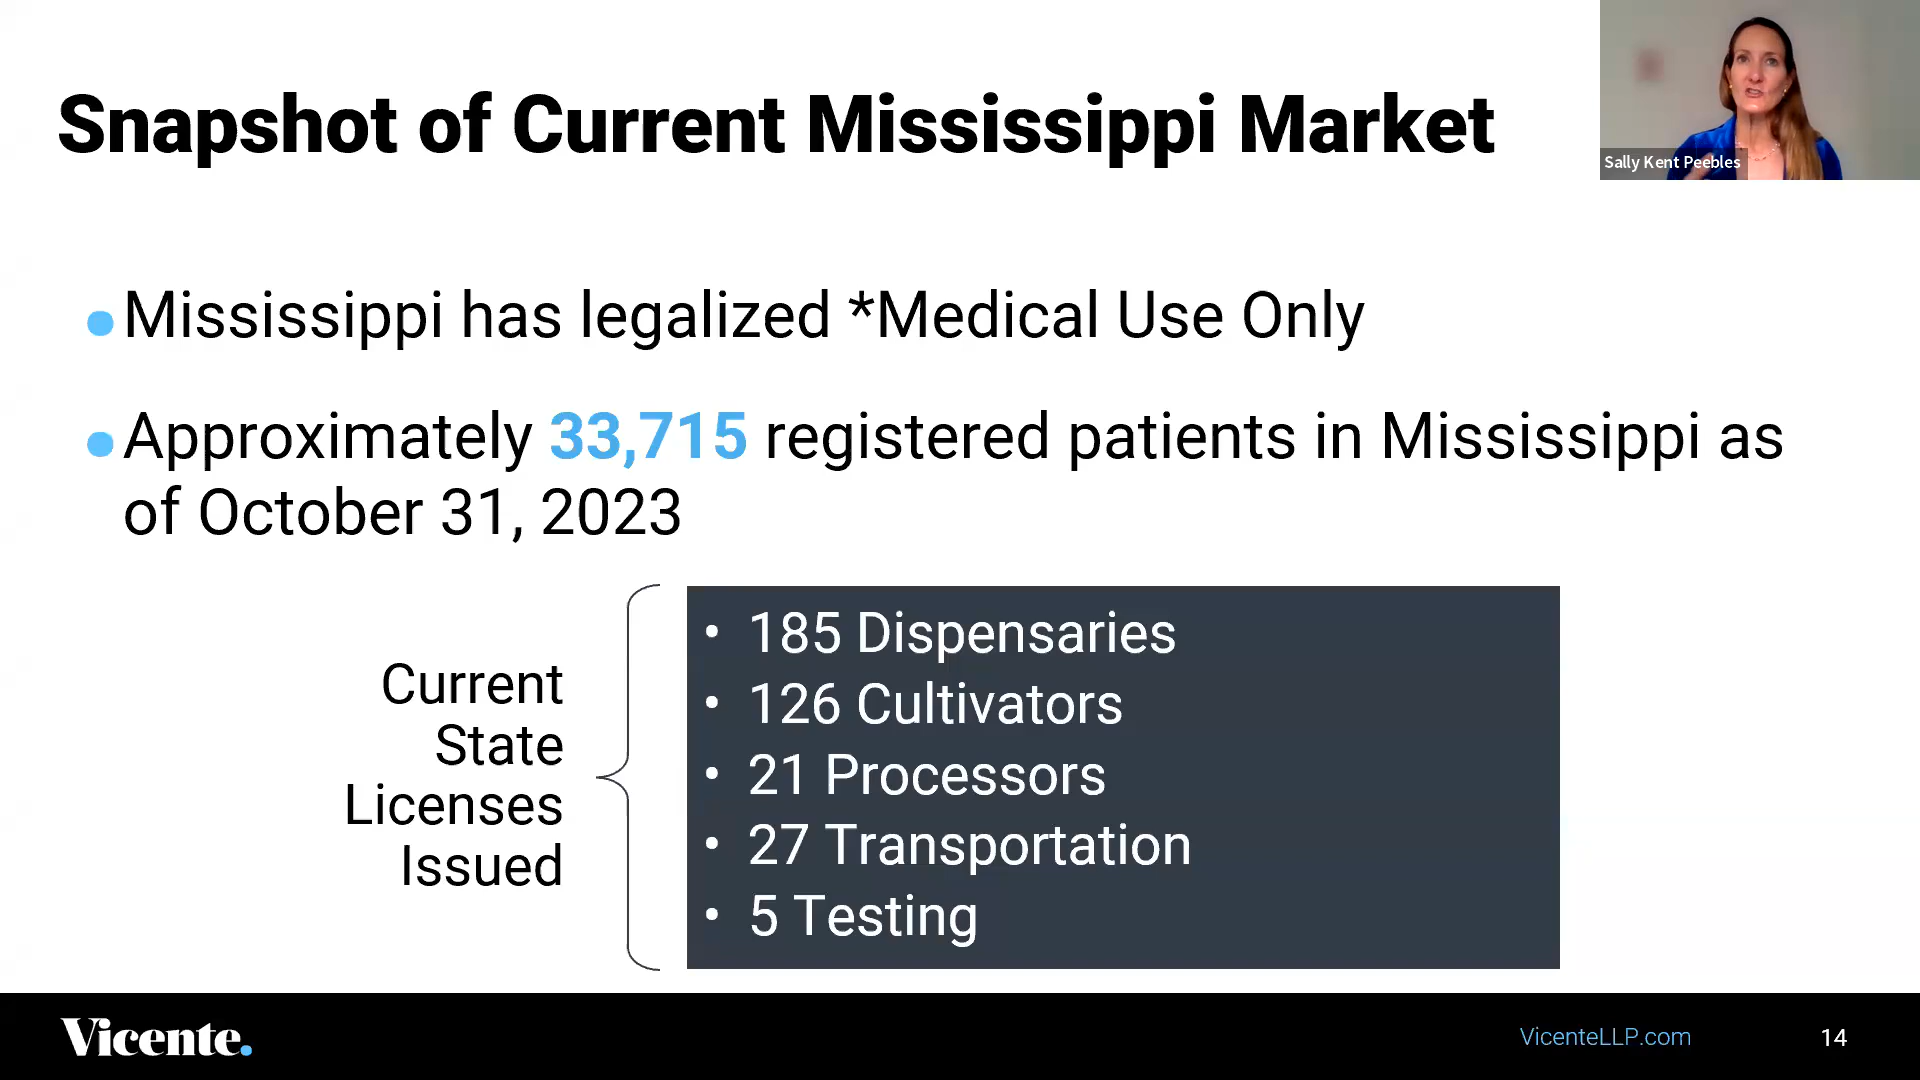 Snapshot of Current Mississippi Market
Sally Kent Peebles
• Mississippi has legalized *Medical Use Only
• Approximately 33,715 registered patients in Mississippi as
of October 31, 2023
Current
State
Licenses
Issued
• 185 Dispensaries
• 126 Cultivators
• 21 Processors
• 27 Transportation
• 5 Testing
Vicente.
VicenteLLP.com
14